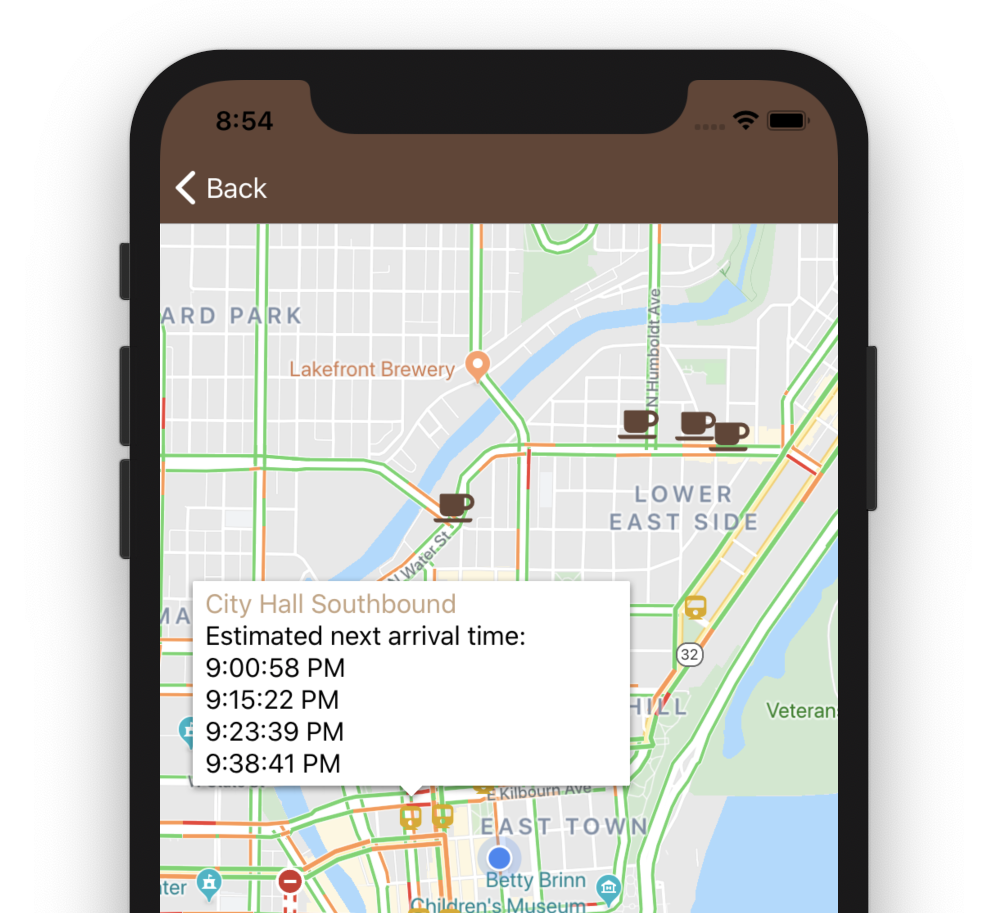 8:54
Back
ARD PARK
N Humboldt Ave
Lakefront Brewery
LOWER
EAST SIDE
N Water St
MA
City Hall Southbound
Estimated next arrival time:
9:00:58 PM
9:15:22 PM
9:23:39 PM
9:38:41 PM
32
HILL
Veterans
E Kilbourn Ave
EAST TOWN
ter
Betty Brinn
Children's Museum